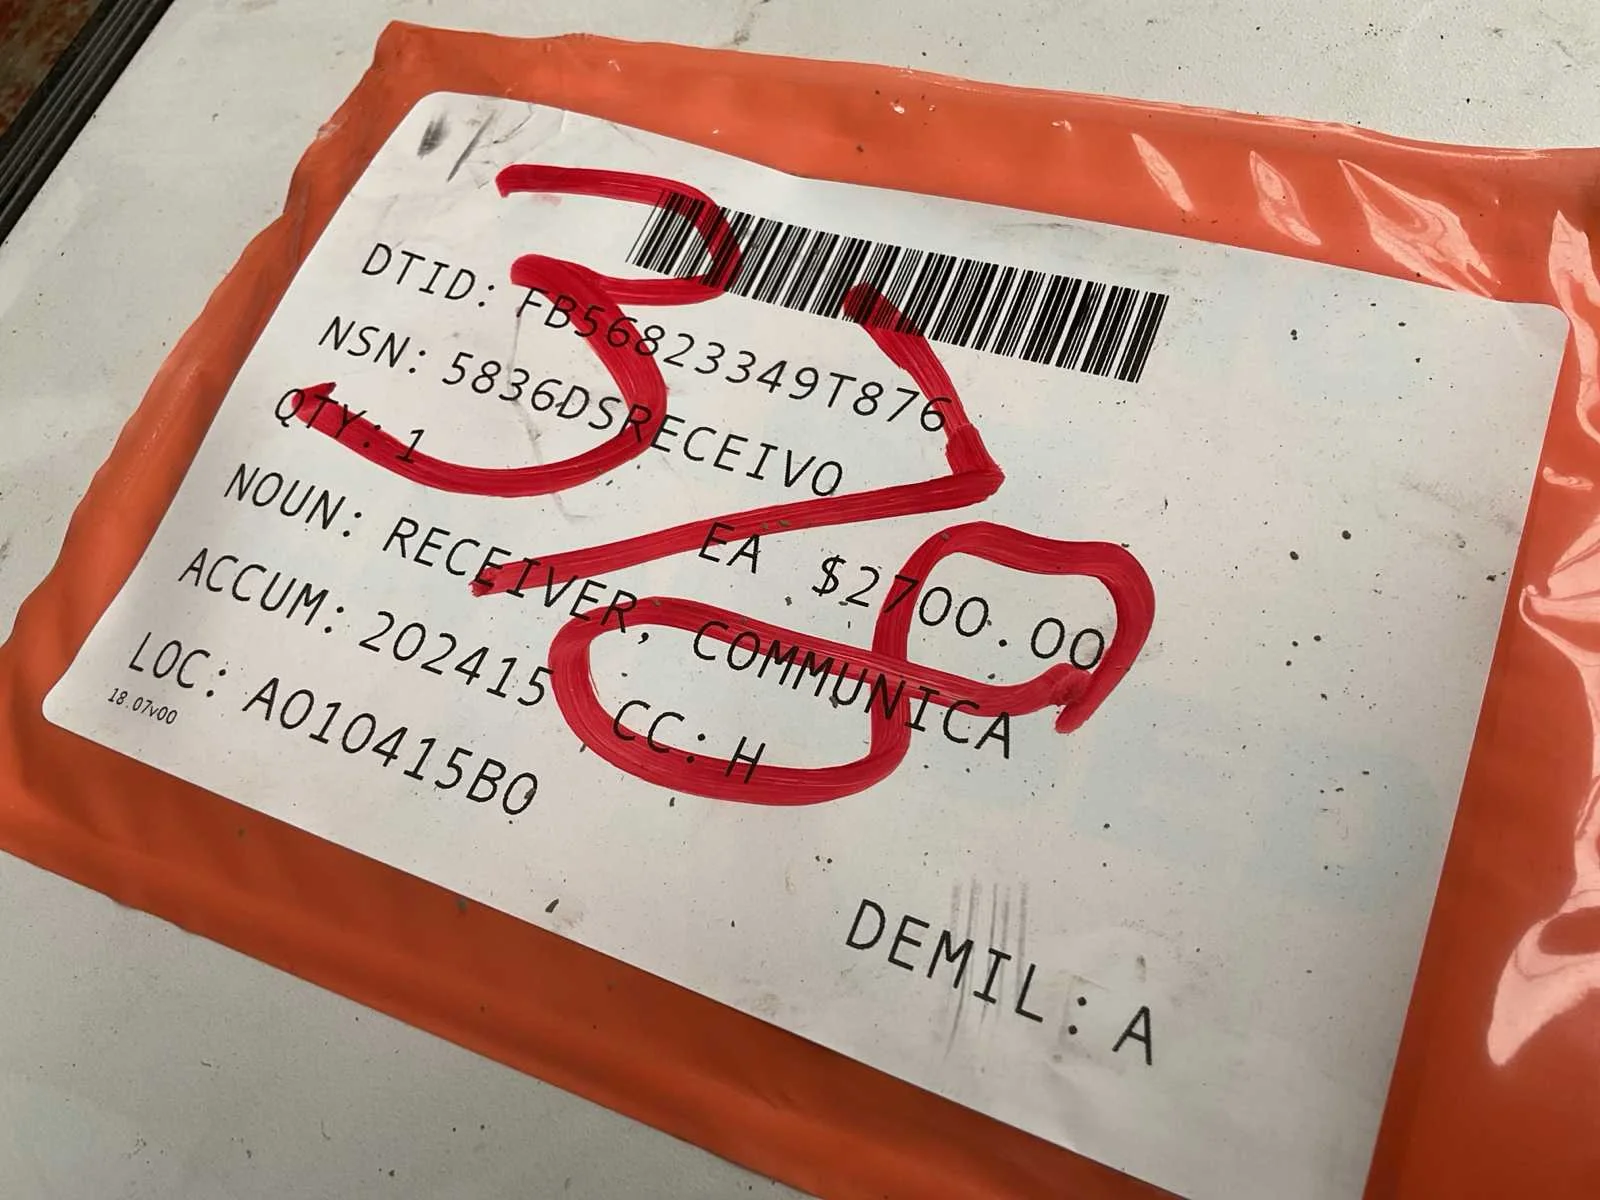 DTID: FB56823349T876
NSN: 5836DSRECEIVO
QTY: 1 EA $2700.00
NOUN: RECEIVER, COMMUNICA
ACCUM: 202415 CC: H
LOC: A010415B0
18.07v00
DEMIL: A